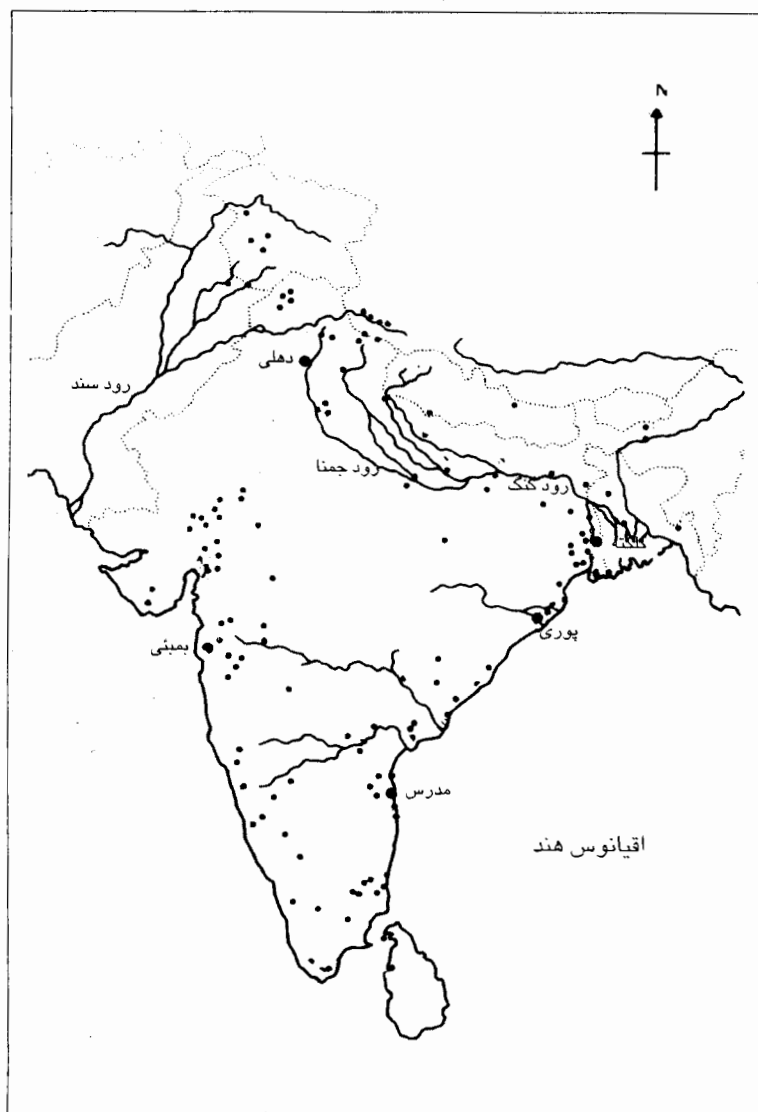 N
دهلی
رود سند
رود جمنا
رود گنگ
پوری
بمبئی
مدرس
اقیانوس هند